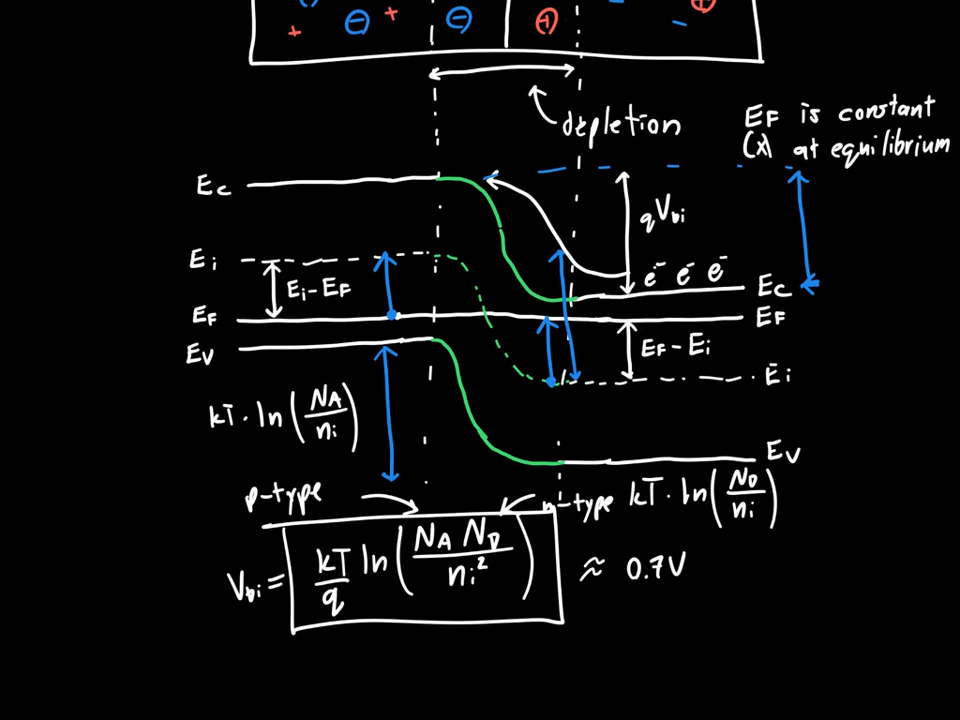 + ⊖ + ⊖ ⊕ - - ⊕
depletion
EF is constant
(x) at equilibrium
Ec
qVbi
e⁻ e⁻ e⁻
Ec
Ei
Ei-EF
EF
EF
EV
EF-Ei
Ei
kT·ln(NA/ni)
EV
p-type
n-type
kT·ln(ND/ni)
Vbi = kT/q ln(NA ND/ni²) ≈ 0.7V